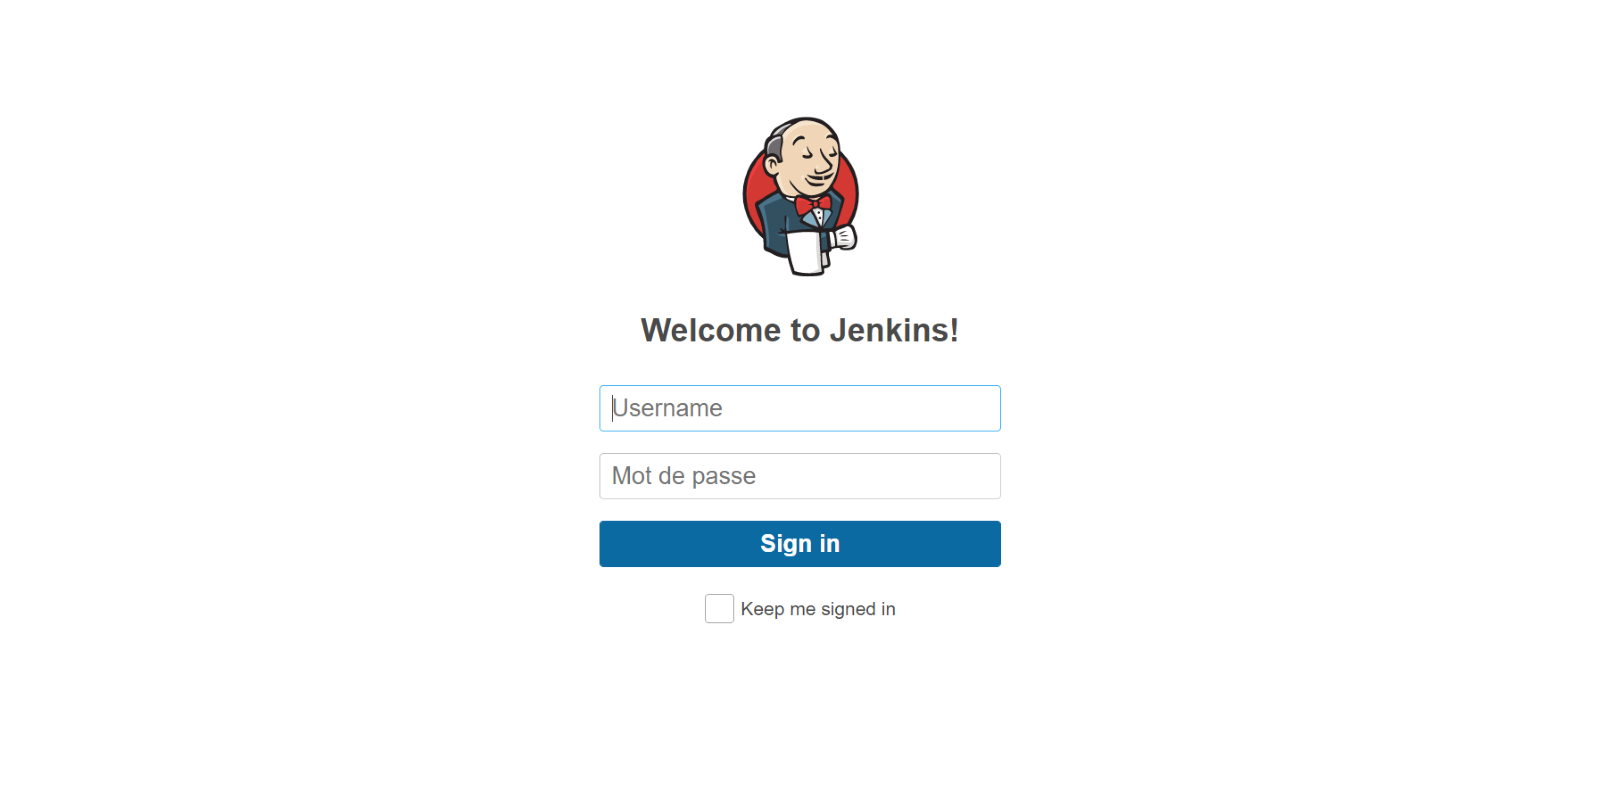 Welcome to Jenkins!
Username
Mot de passe
Sign in
Keep me signed in